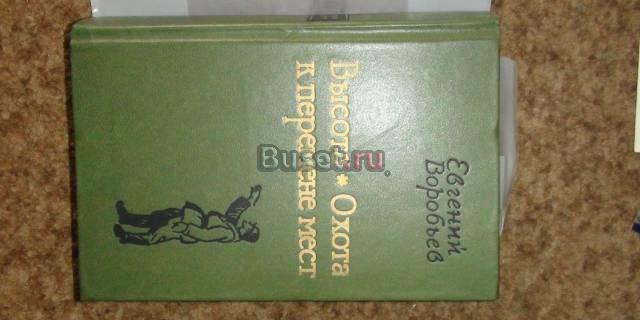 Евгений
Воробьев
Высота * Охота
к перемене мест
Buset.ru